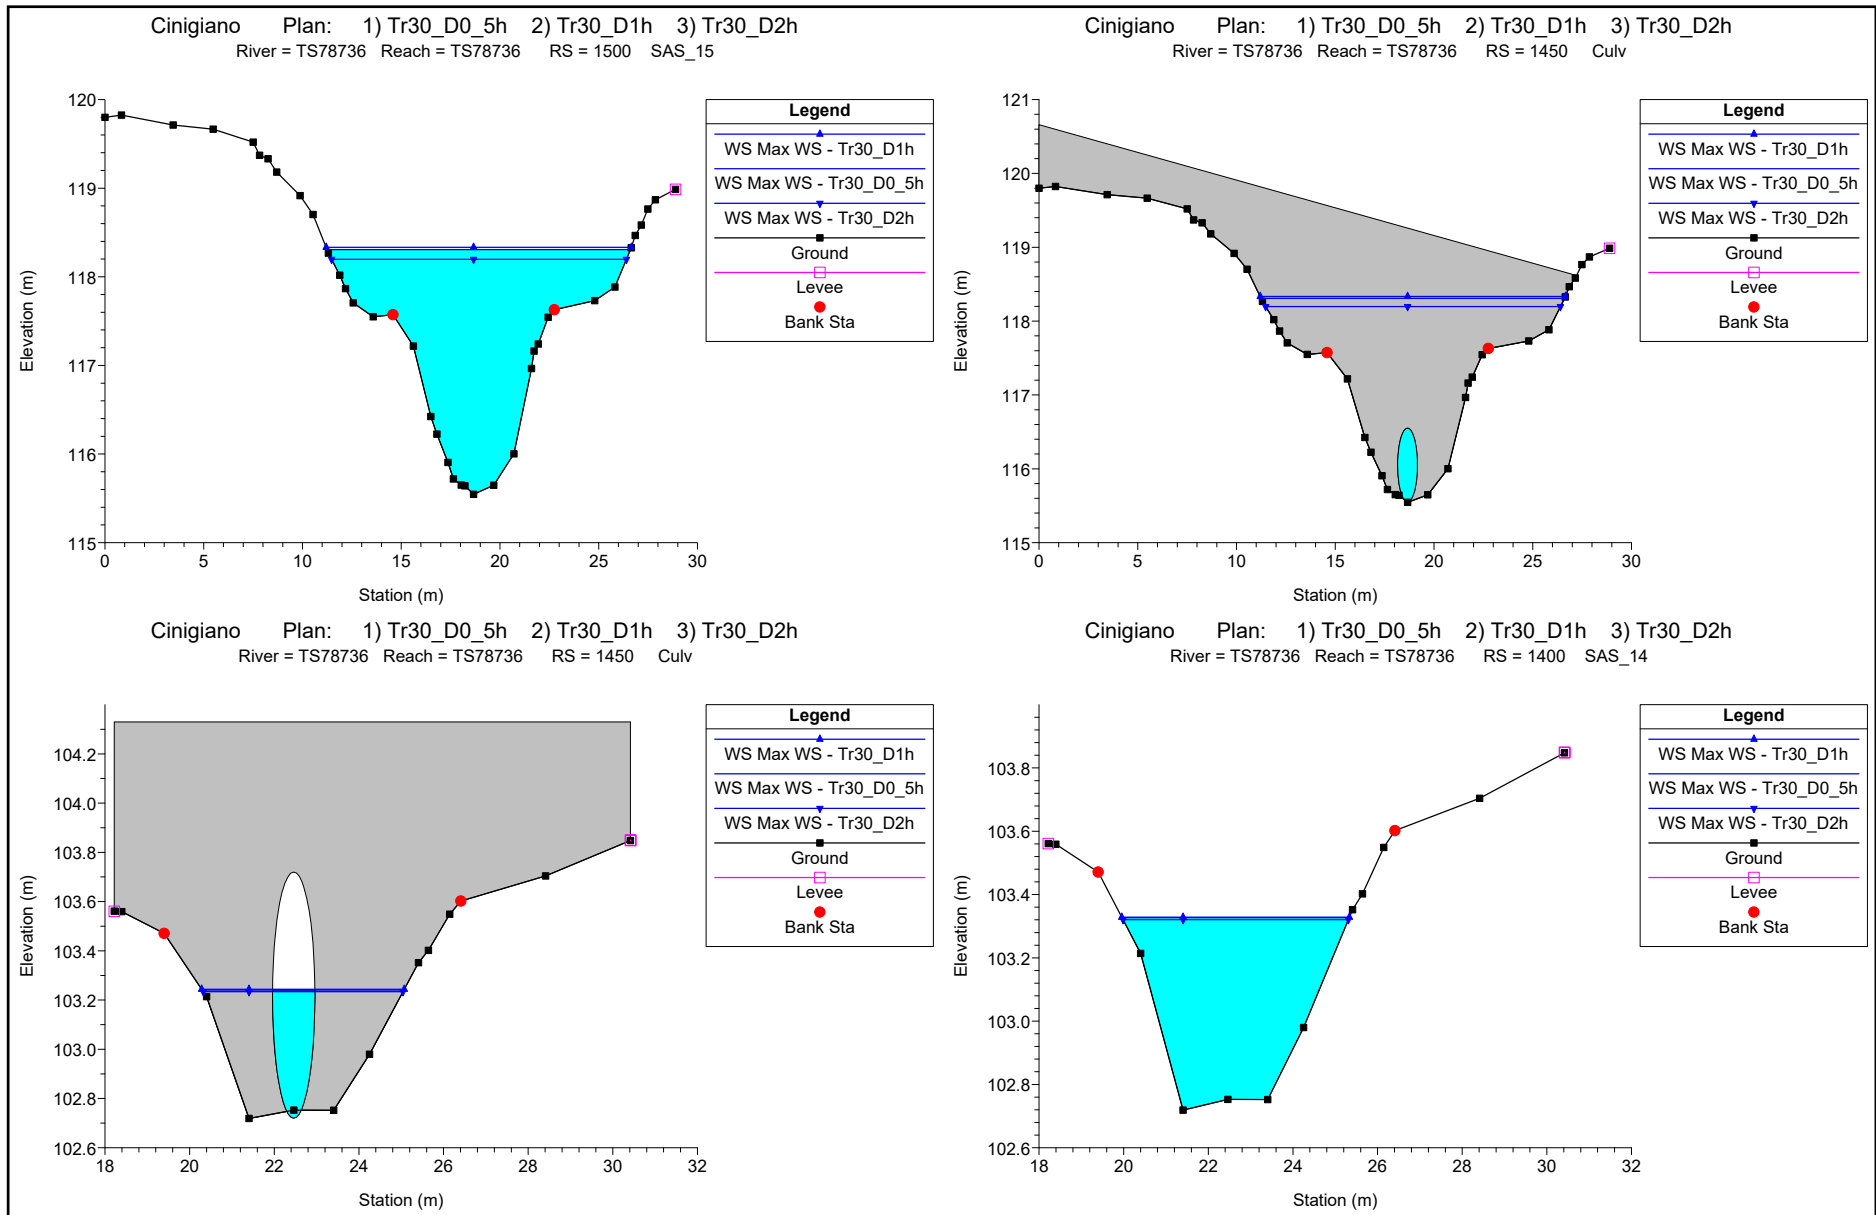 Cinigiano Plan: 1) Tr30_D0_5h 2) Tr30_D1h 3) Tr30_D2h
River = TS78736 Reach = TS78736 RS = 1500 SAS_15
120
119
118
117
116
115
0 5 10 15 20 25 30
Elevation (m)
Station (m)
Legend
WS Max WS - Tr30_D1h
WS Max WS - Tr30_D0_5h
WS Max WS - Tr30_D2h
Ground
Levee
Bank Sta
Cinigiano Plan: 1) Tr30_D0_5h 2) Tr30_D1h 3) Tr30_D2h
River = TS78736 Reach = TS78736 RS = 1450 Culv
121
120
119
118
117
116
115
0 5 10 15 20 25 30
Elevation (m)
Station (m)
Legend
WS Max WS - Tr30_D1h
WS Max WS - Tr30_D0_5h
WS Max WS - Tr30_D2h
Ground
Levee
Bank Sta
Cinigiano Plan: 1) Tr30_D0_5h 2) Tr30_D1h 3) Tr30_D2h
River = TS78736 Reach = TS78736 RS = 1450 Culv
104.2
104.0
103.8
103.6
103.4
103.2
103.0
102.8
102.6
18 20 22 24 26 28 30 32
Elevation (m)
Station (m)
Legend
WS Max WS - Tr30_D1h
WS Max WS - Tr30_D0_5h
WS Max WS - Tr30_D2h
Ground
Levee
Bank Sta
Cinigiano Plan: 1) Tr30_D0_5h 2) Tr30_D1h 3) Tr30_D2h
River = TS78736 Reach = TS78736 RS = 1400 SAS_14
103.8
103.6
103.4
103.2
103.0
102.8
102.6
18 20 22 24 26 28 30 32
Elevation (m)
Station (m)
Legend
WS Max WS - Tr30_D1h
WS Max WS - Tr30_D0_5h
WS Max WS - Tr30_D2h
Ground
Levee
Bank Sta